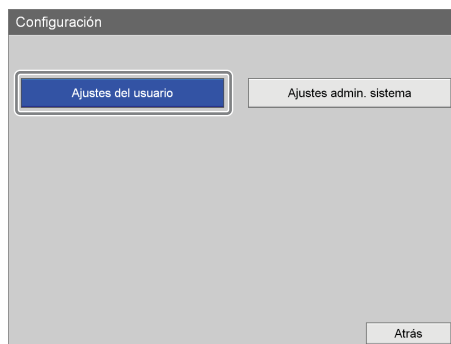 Configuración
Ajustes del usuario
Ajustes admin. sistema
Atrás